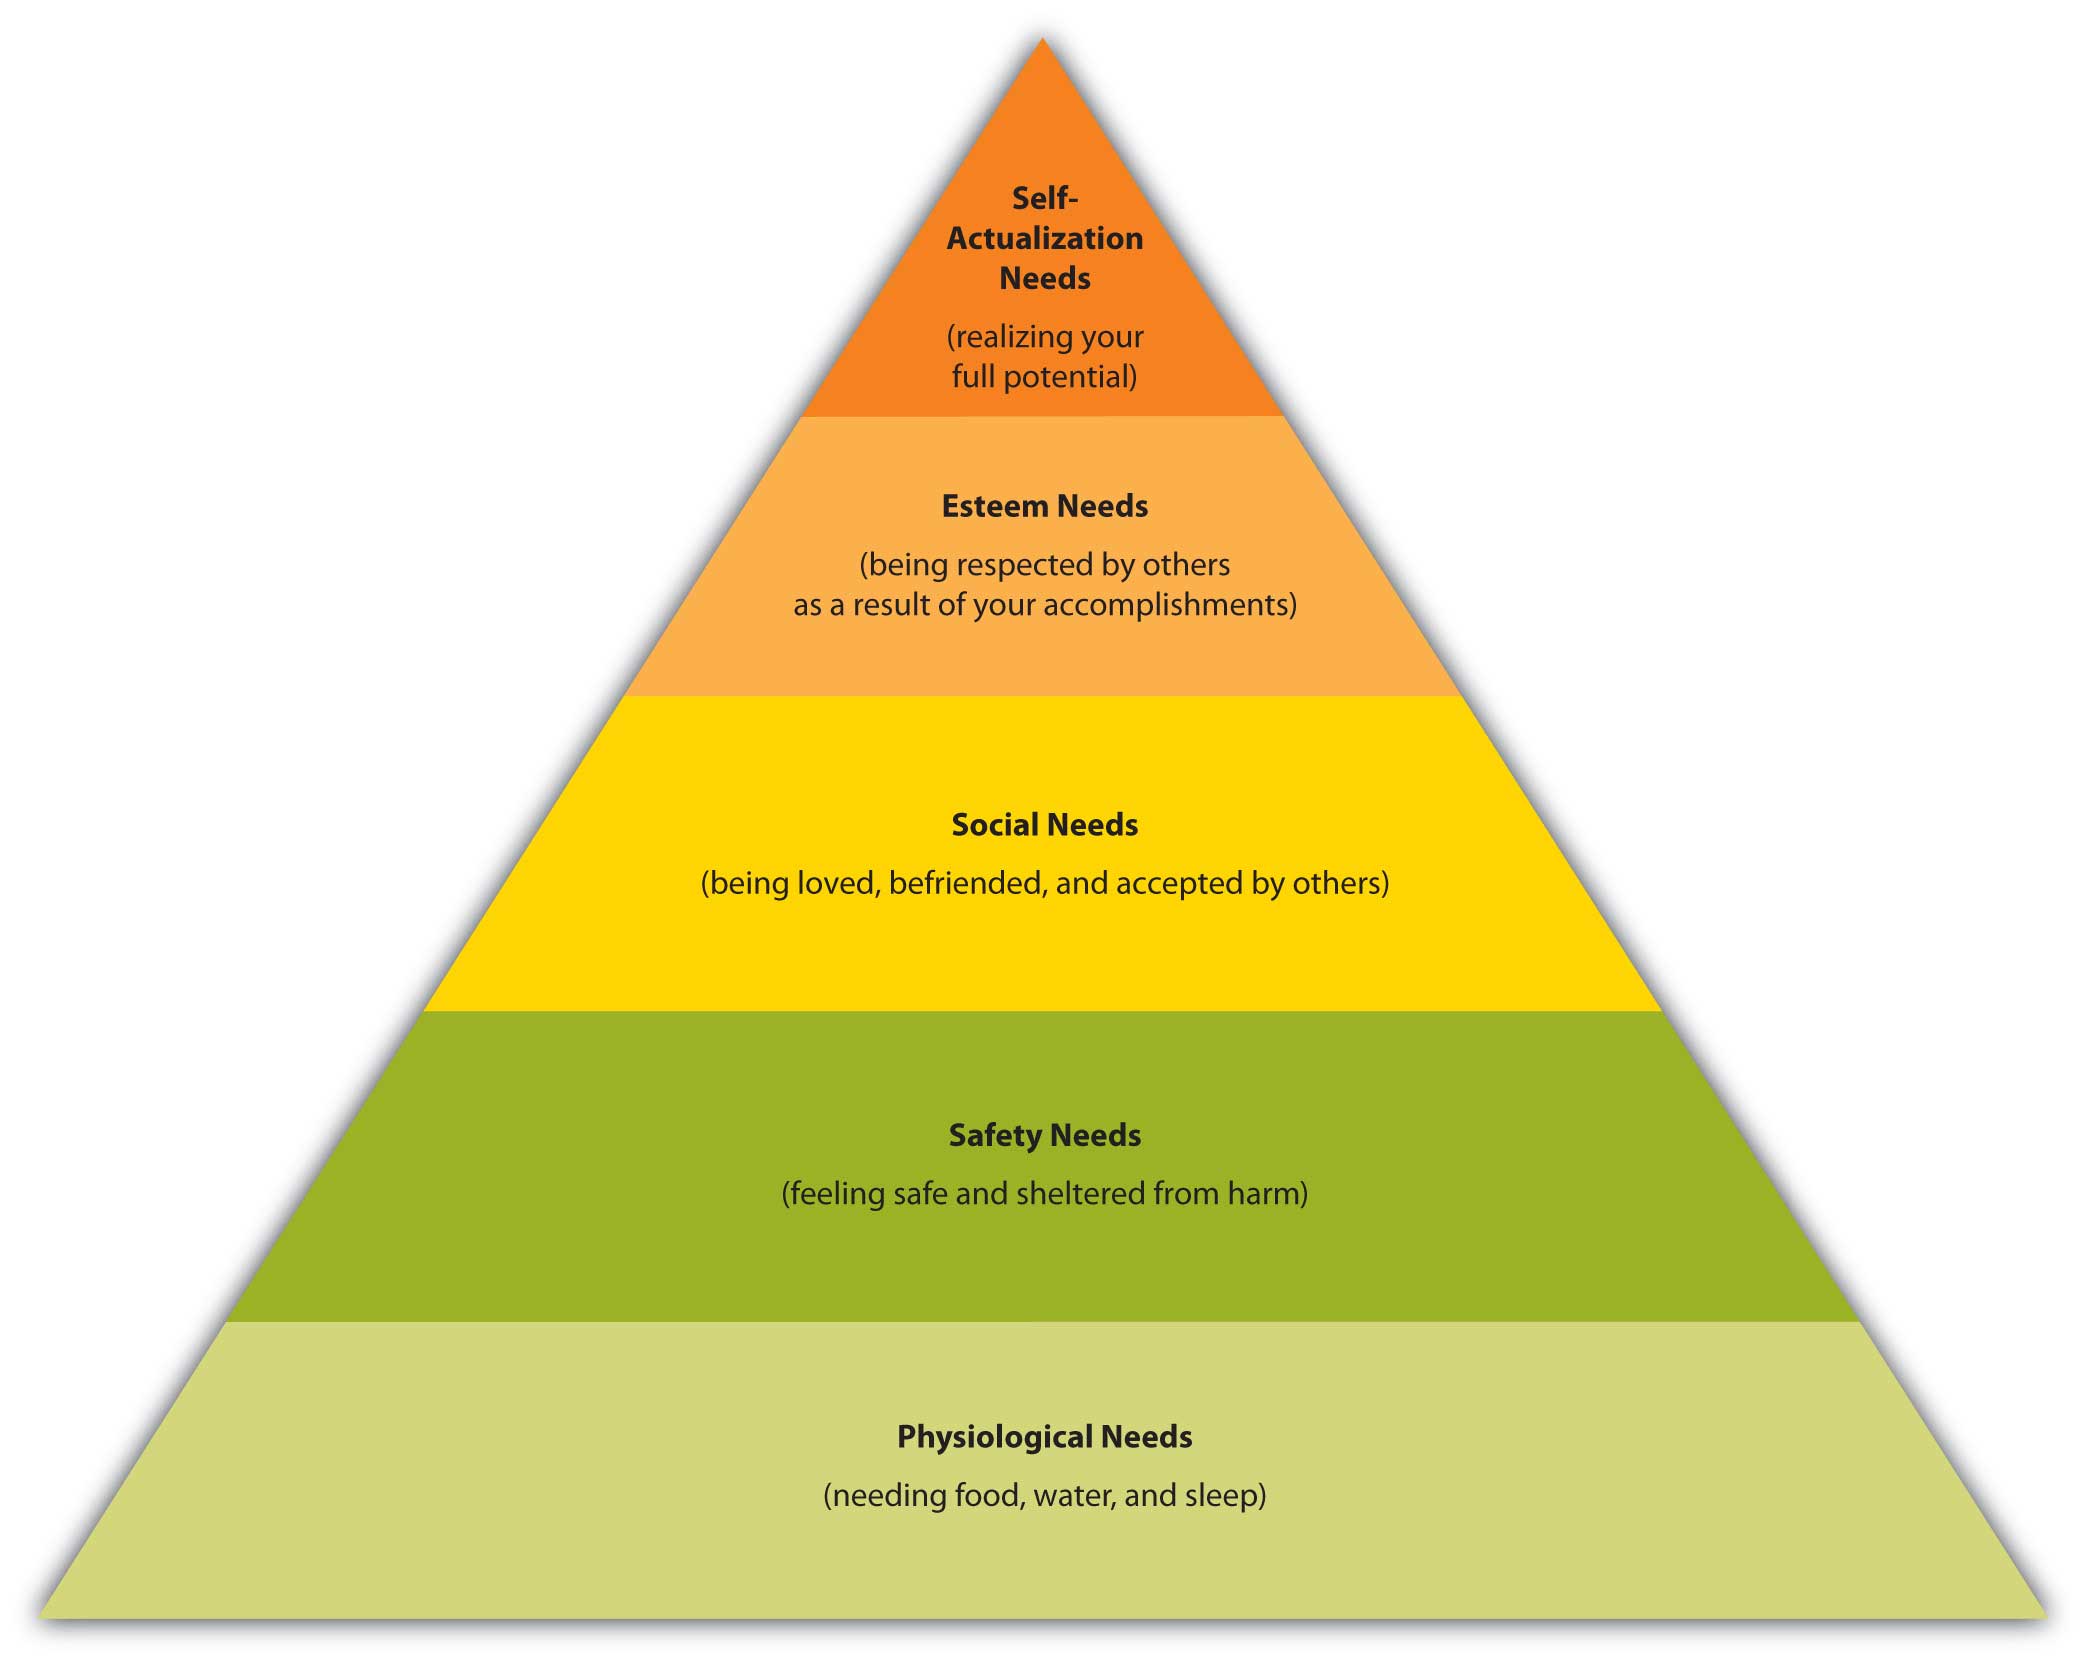 Self-
Actualization
Needs
(realizing your
full potential)
Esteem Needs
(being respected by others
as a result of your accomplishments)
Social Needs
(being loved, befriended, and accepted by others)
Safety Needs
(feeling safe and sheltered from harm)
Physiological Needs
(needing food, water, and sleep)